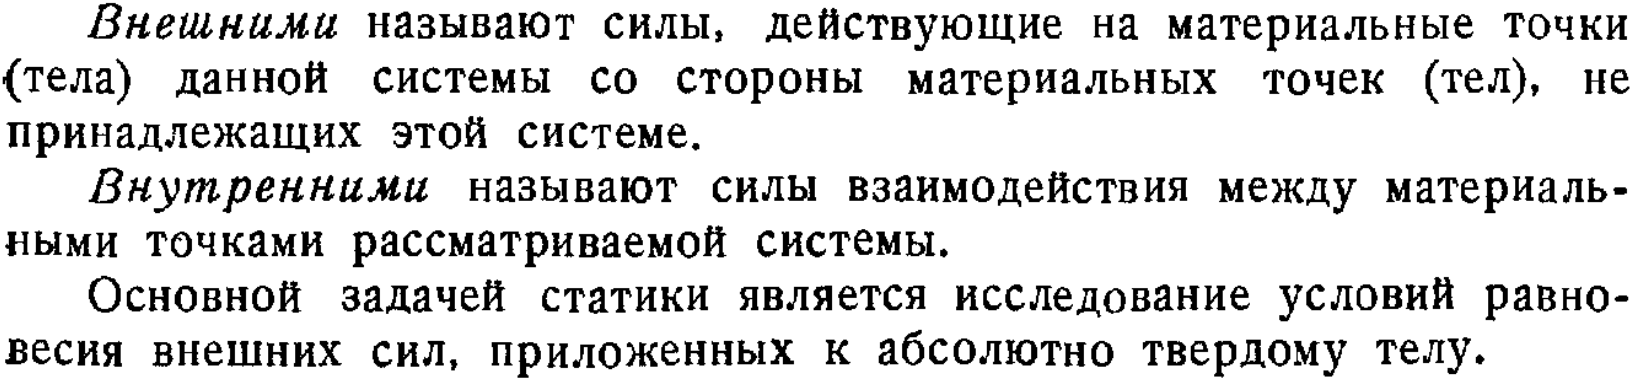 Внешними называют силы, действующие на материальные точки
(тела) данной системы со стороны материальных точек (тел), не
принадлежащих этой системе.
Внутренними называют силы взаимодействия между материаль-
ными точками рассматриваемой системы.
Основной задачей статики является исследование условий равно-
весия внешних сил, приложенных к абсолютно твердому телу.